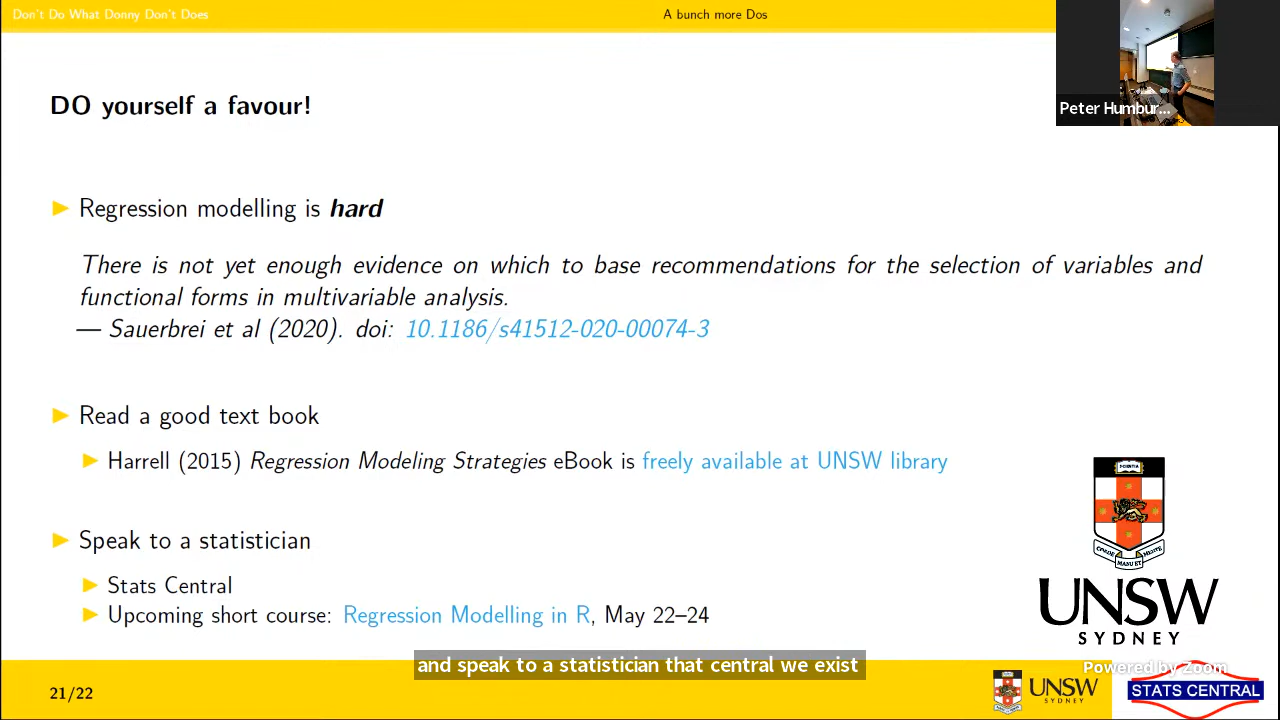 Don't Do What Donny Don't Does
A bunch more Dos
Peter Humbur...
DO yourself a favour!
Regression modelling is hard
There is not yet enough evidence on which to base recommendations for the selection of variables and
functional forms in multivariable analysis.
— Sauerbrei et al (2020). doi: 10.1186/s41512-020-00074-3
Read a good text book
Harrell (2015) Regression Modeling Strategies eBook is freely available at UNSW library
Speak to a statistician
Stats Central
Upcoming short course: Regression Modelling in R, May 22–24
SCIENTIA
MANU ET MENTE
UNSW
SYDNEY
and speak to a statistician that central we exist
Powered by Zoom
21/22
UNSW
SYDNEY
STATS CENTRAL